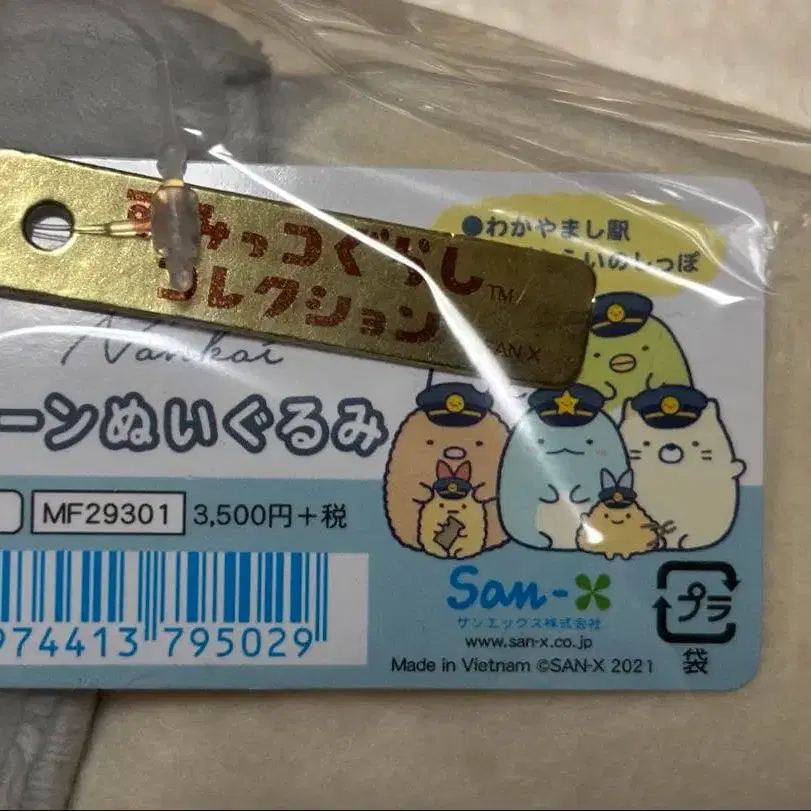 すみっコぐらし
コレクション
TM
SAN-X
●わかやまし駅
いのしっぽ
Nankai
ーンぬいぐるみ
MF29301 3,500円+税
974413 795029
San-X
サンエックス株式会社
www.san-x.co.jp
Made in Vietnam ©SAN-X 2021
プラ
袋